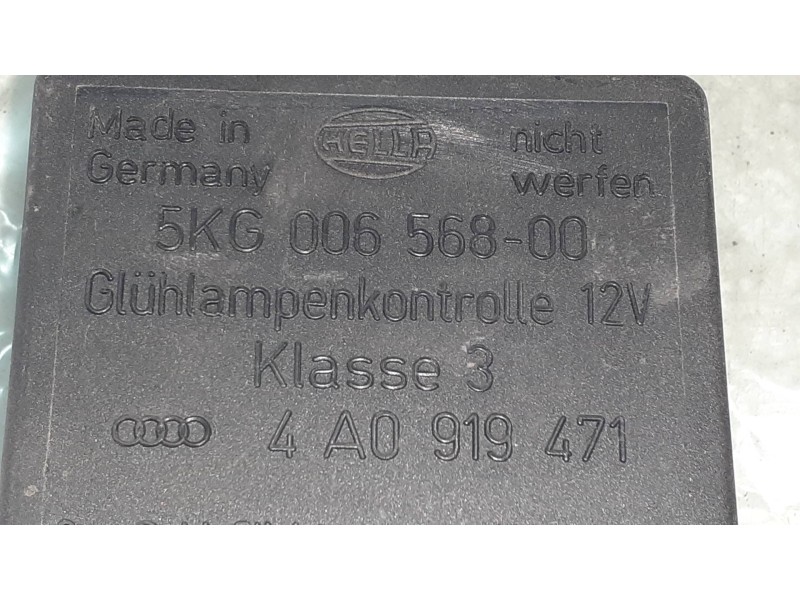 Made in Germany
HELLA
nicht werfen
5KG 006 568-00
Glühlampenkontrolle 12V
Klasse 3
4 A0 919 471